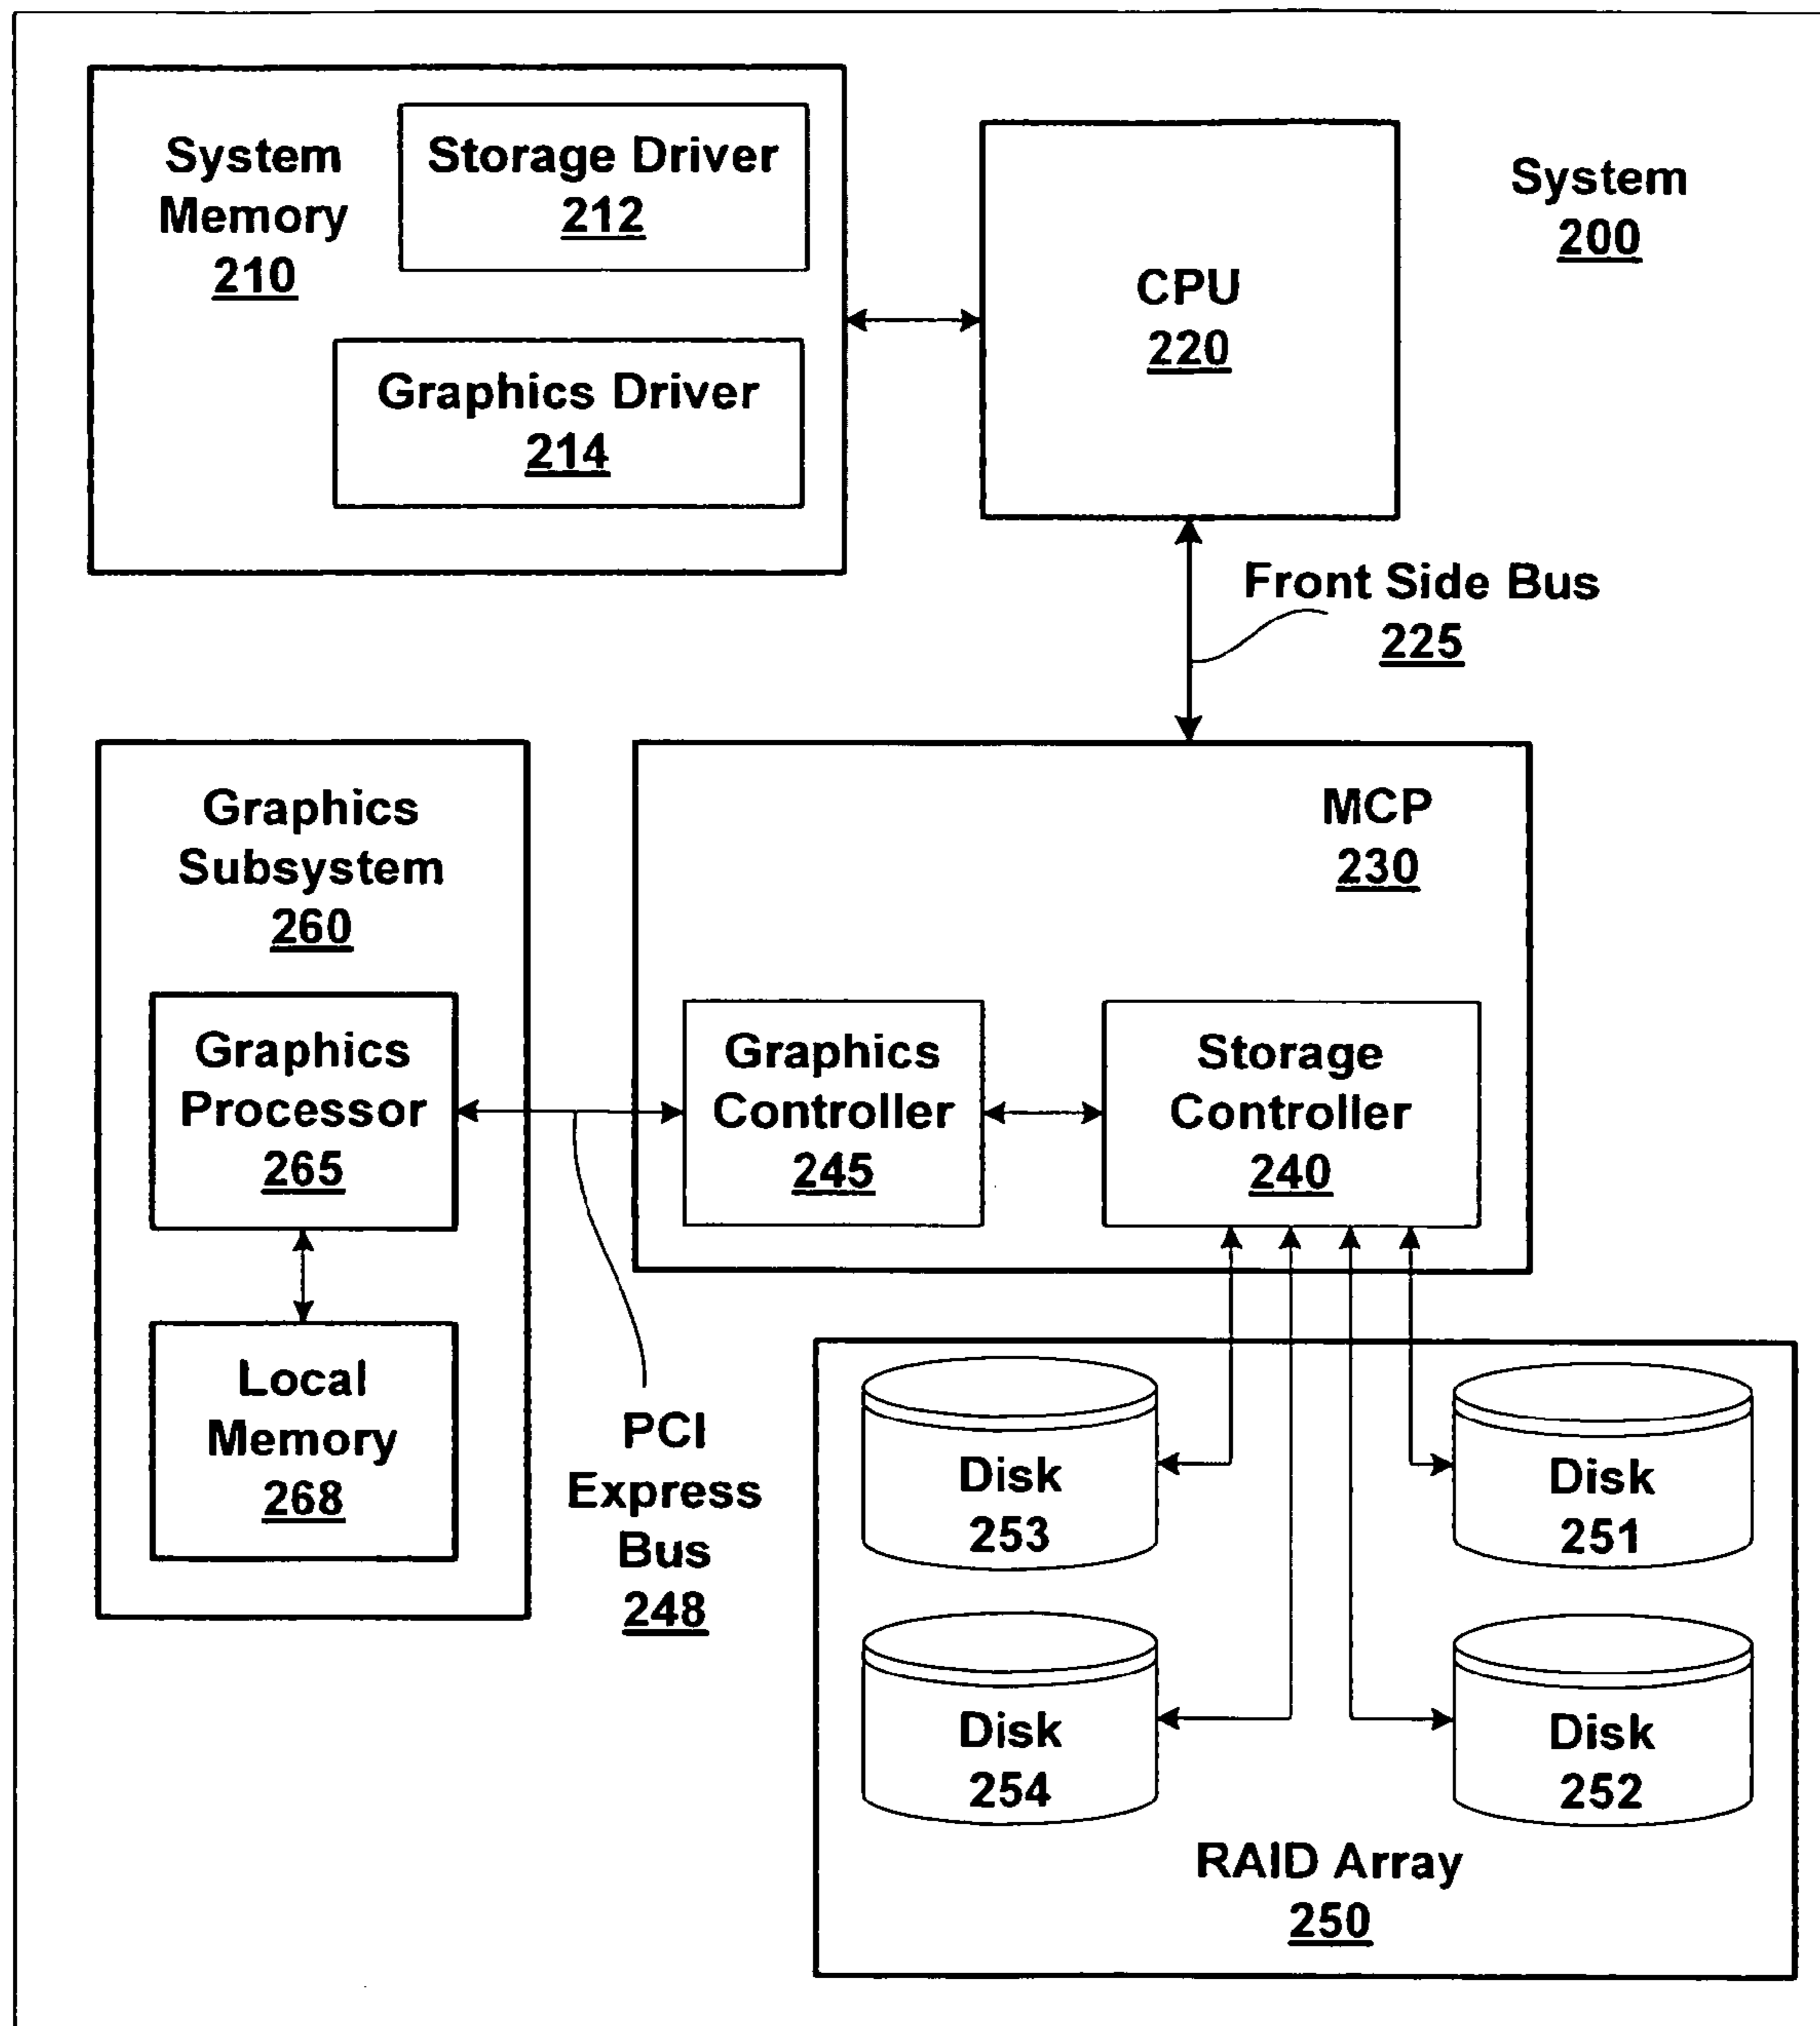 System
Memory
210
Storage Driver
212
Graphics Driver
214
CPU
220
System
200
Front Side Bus
225
Graphics
Subsystem
260
Graphics
Processor
265
Local
Memory
268
PCI
Express
Bus
248
MCP
230
Graphics
Controller
245
Storage
Controller
240
Disk
253
Disk
251
Disk
254
Disk
252
RAID Array
250